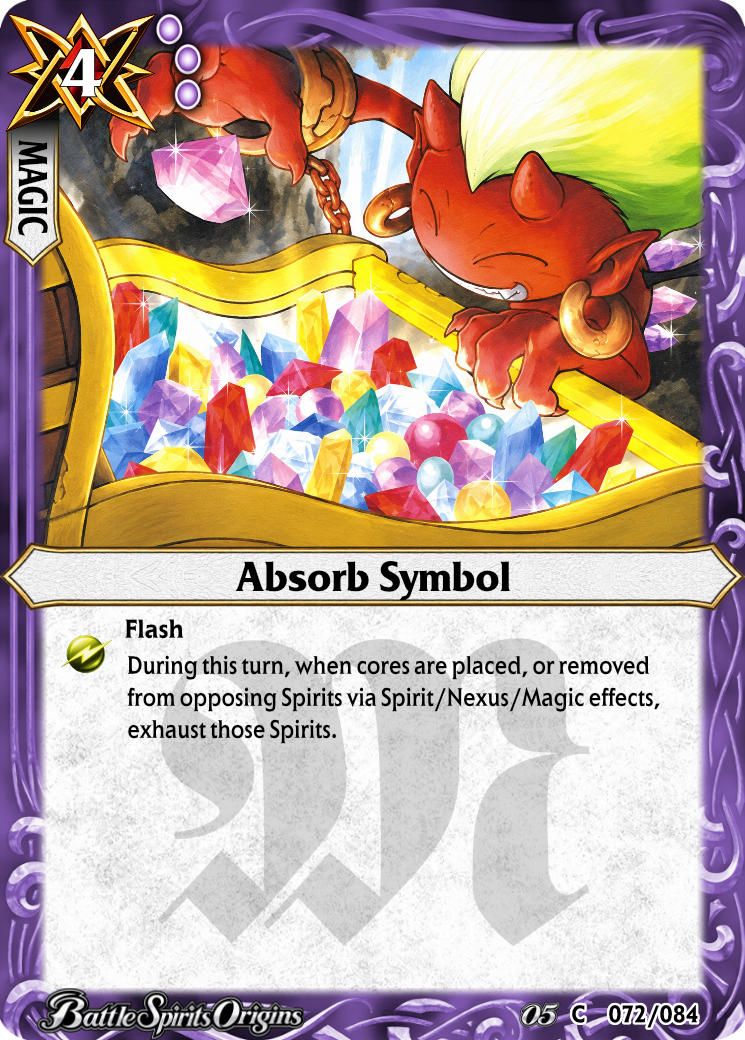 4
MAGIC
Absorb Symbol
Flash
During this turn, when cores are placed, or removed
from opposing Spirits via Spirit/Nexus/Magic effects,
exhaust those Spirits.
M
Battle Spirits Origins
05 C 072/084